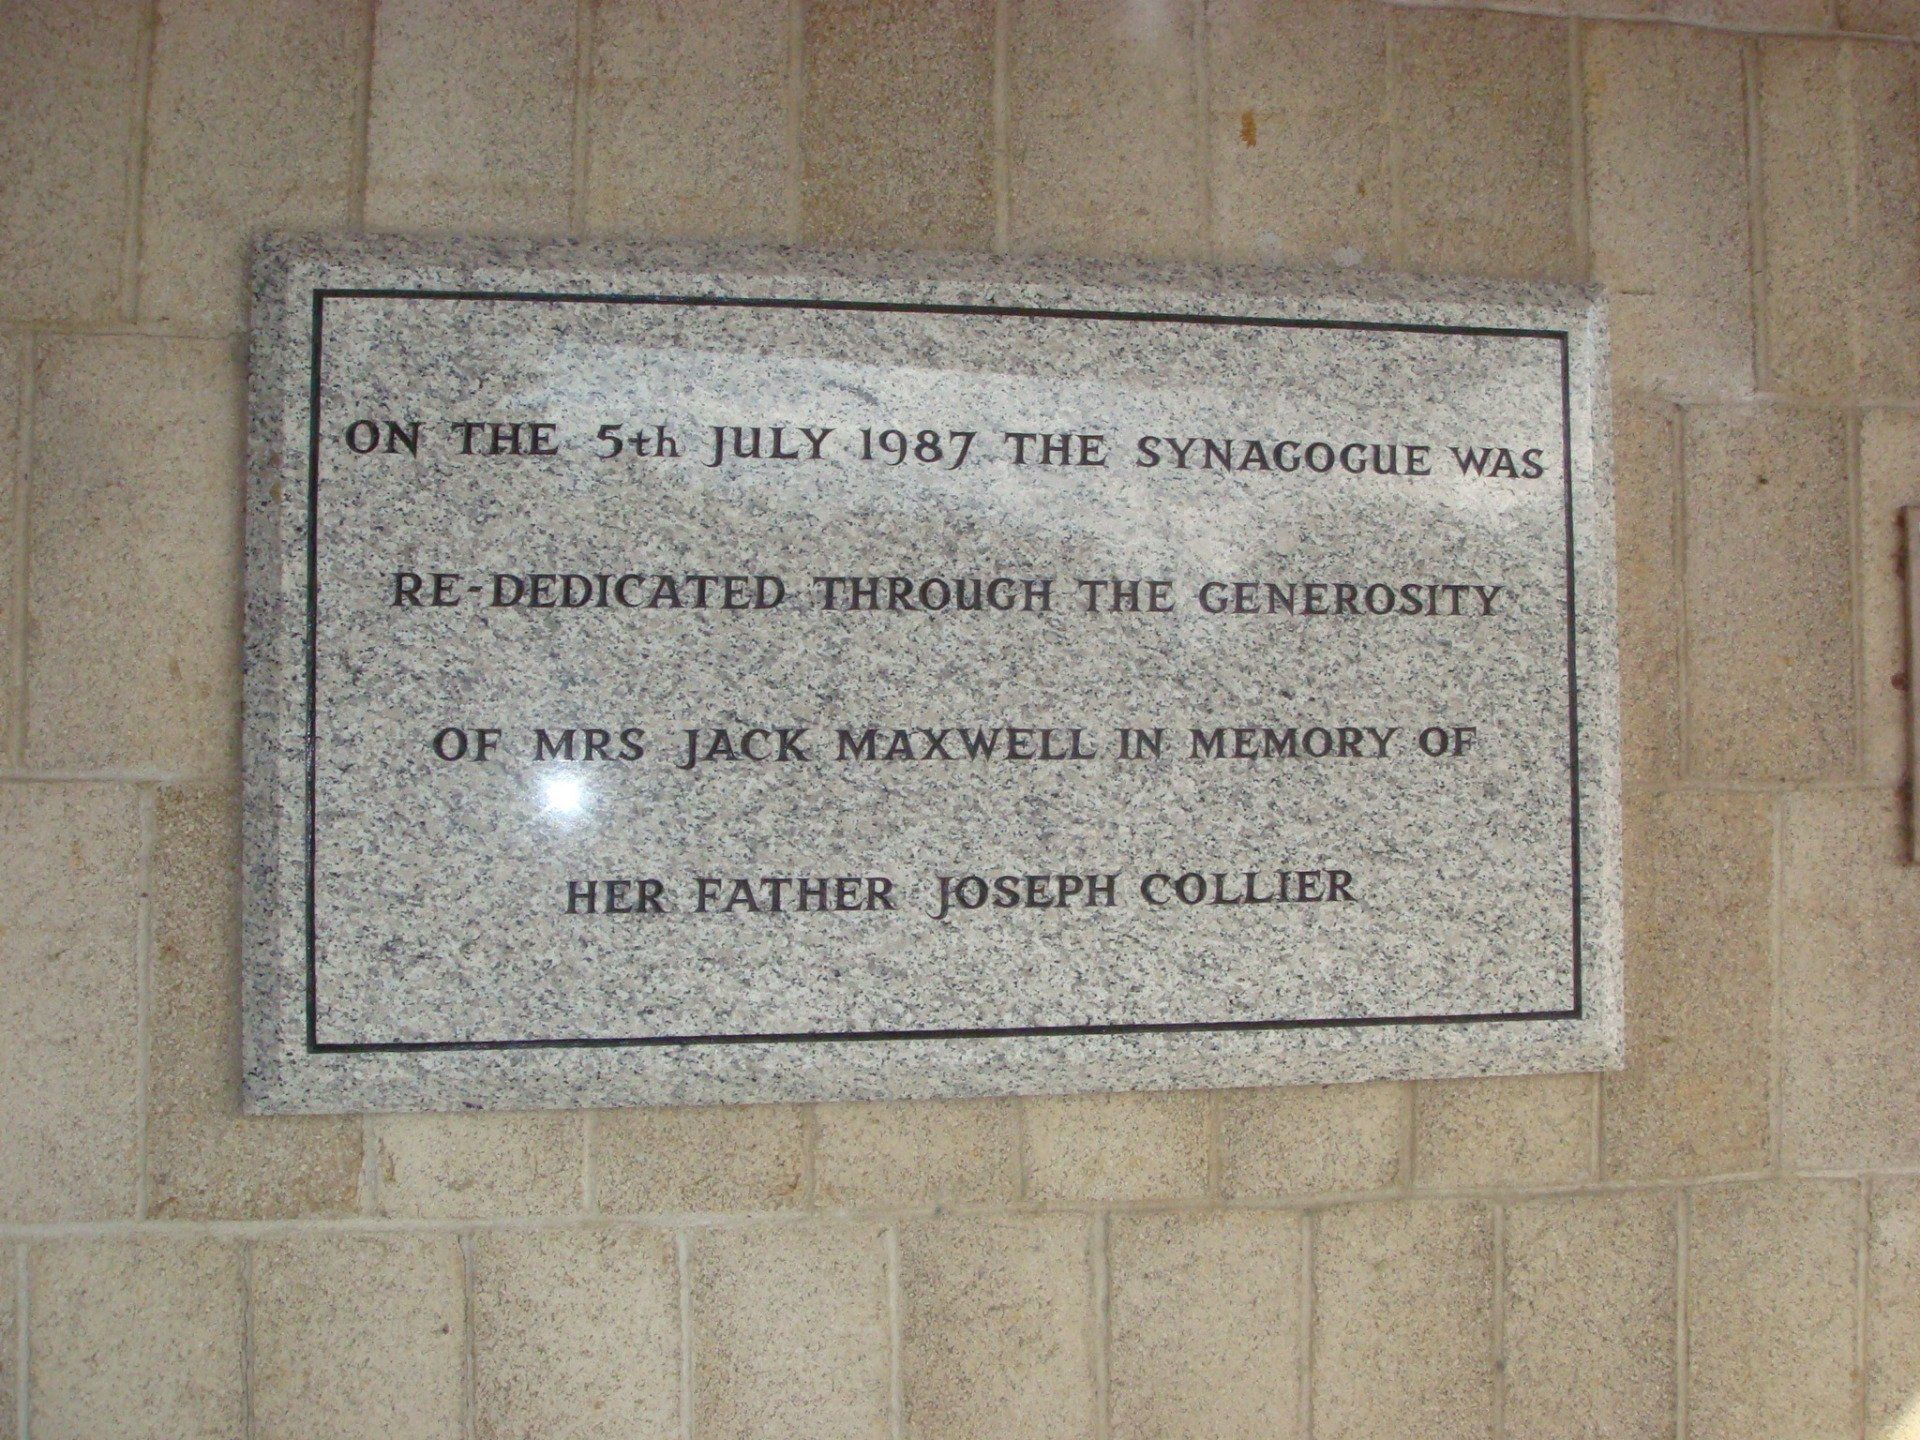 ON THE 5th JULY 1987 THE SYNAGOGUE WAS
RE-DEDICATED THROUGH THE GENEROSITY
OF MRS JACK MAXWELL IN MEMORY OF
HER FATHER JOSEPH COLLIER